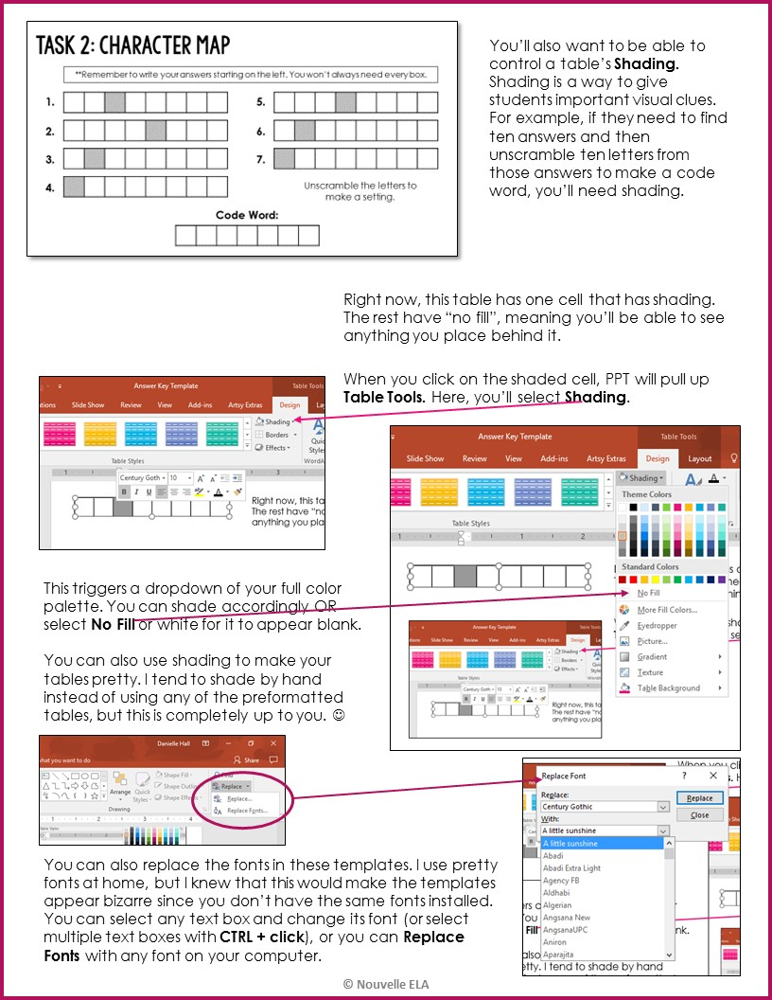 TASK 2: CHARACTER MAP
**Remember to write your answers starting on the left. You won't always need every box.
1.
2.
3.
4.
5.
6.
7.
Unscramble the letters to
make a setting.
Code Word:
You'll also want to be able to
control a table's Shading.
Shading is a way to give
students important visual clues.
For example, if they need to find
ten answers and then
unscramble ten letters from
those answers to make a code
word, you'll need shading.
Right now, this table has one cell that has shading.
The rest have "no fill", meaning you'll be able to see
anything you place behind it.
When you click on the shaded cell, PPT will pull up
Table Tools. Here, you'll select Shading.
Answer Key Template
Table Tools
Slide Show Review View Add-ins Artsy Extras Design
Shading
Borders
Effects
Quic
Styles
Table Styles
WordA
1
3
Century Goth 10
B I U
Right now, this ta
The rest have "no
anything you pla
Answer Key Template
Table Tools
Slide Show Review View Add-ins Artsy Extras Design Layout
Shading
Theme Colors
Table Styles
1 1 2
Standard Colors
No Fill
More Fill Colors...
Eyedropper
Picture...
Gradient
Texture
Table Background
Answer Key Template
Table Tools
Slide Show Review View Add-ins Artsy Extras Design
Shading
Borders
Effects
Table Styles
Century Goth 10
B I U
Right now, this ta
The rest have "no
anything you pla
This triggers a dropdown of your full color
palette. You can shade accordingly OR
select No Fill or white for it to appear blank.
You can also use shading to make your
tables pretty. I tend to shade by hand
instead of using any of the preformatted
tables, but this is completely up to you. ☺
Danielle Hall
what you want to do
Share
Arrange
Quick
Styles
Shape Fill
Shape Outline
Shape Effects
Find
Replace
Replace...
Replace Fonts...
Drawing
2 3 4
When you cli
Replace Font
? ×
Replace:
Century Gothic
With:
A little sunshine
Replace
Close
A little sunshine
Abadi
Abadi Extra Light
Agency FB
Aldhabi
Algerian
Angsana New
AngsanaUPC
Aniron
Aparajita
etty. I tend to shade by hand
You can also replace the fonts in these templates. I use pretty
fonts at home, but I knew that this would make the templates
appear bizarre since you don't have the same fonts installed.
You can select any text box and change its font (or select
multiple text boxes with CTRL + click), or you can Replace
Fonts with any font on your computer.
© Nouvelle ELA